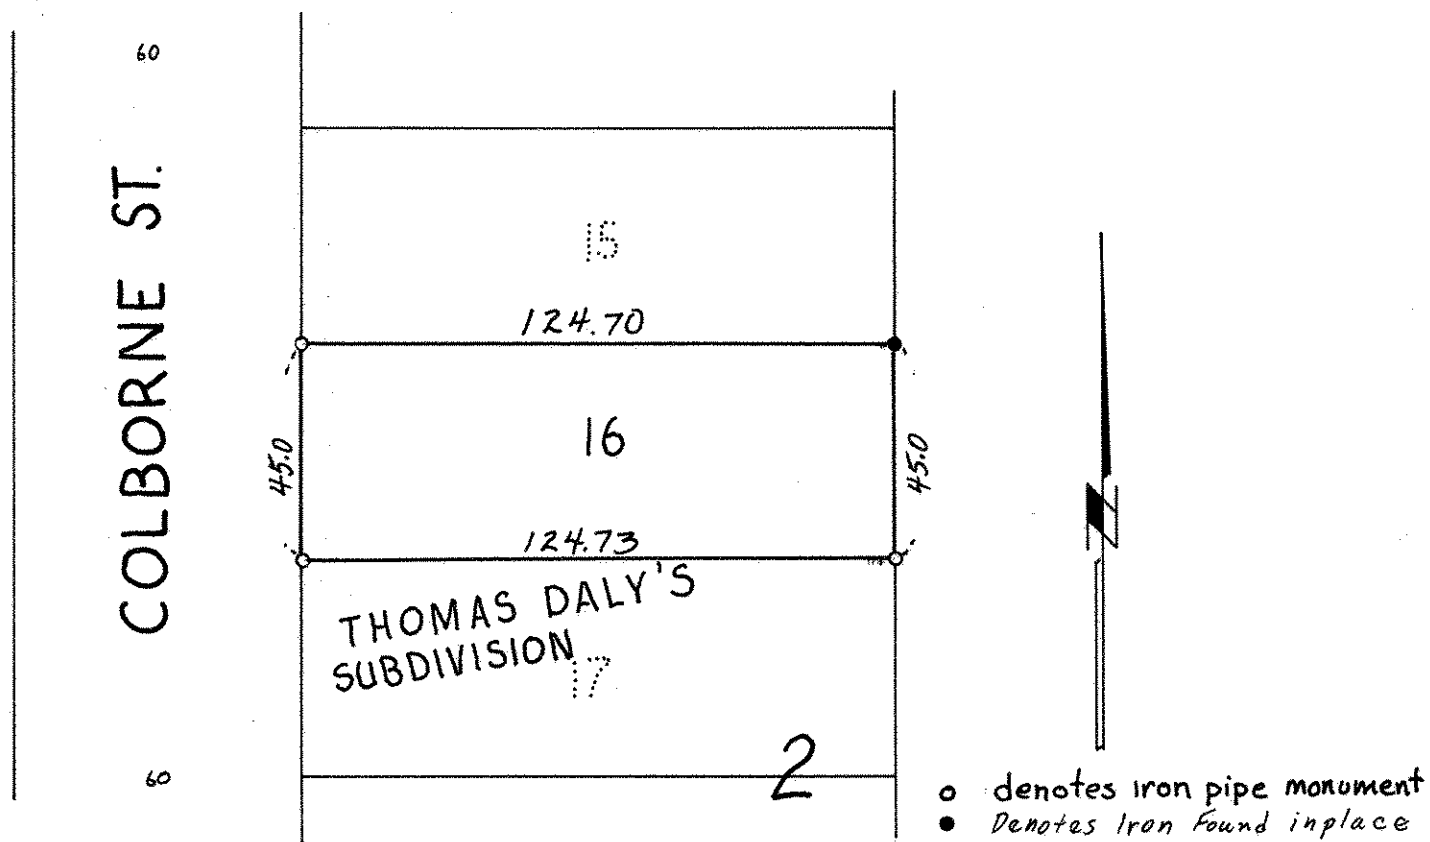 60
COLBORNE ST.
15
124.70
45.0
16
45.0
124.73
THOMAS DALY'S
SUBDIVISION
17
2
60
N
denotes iron pipe monument
Denotes Iron Found inplace